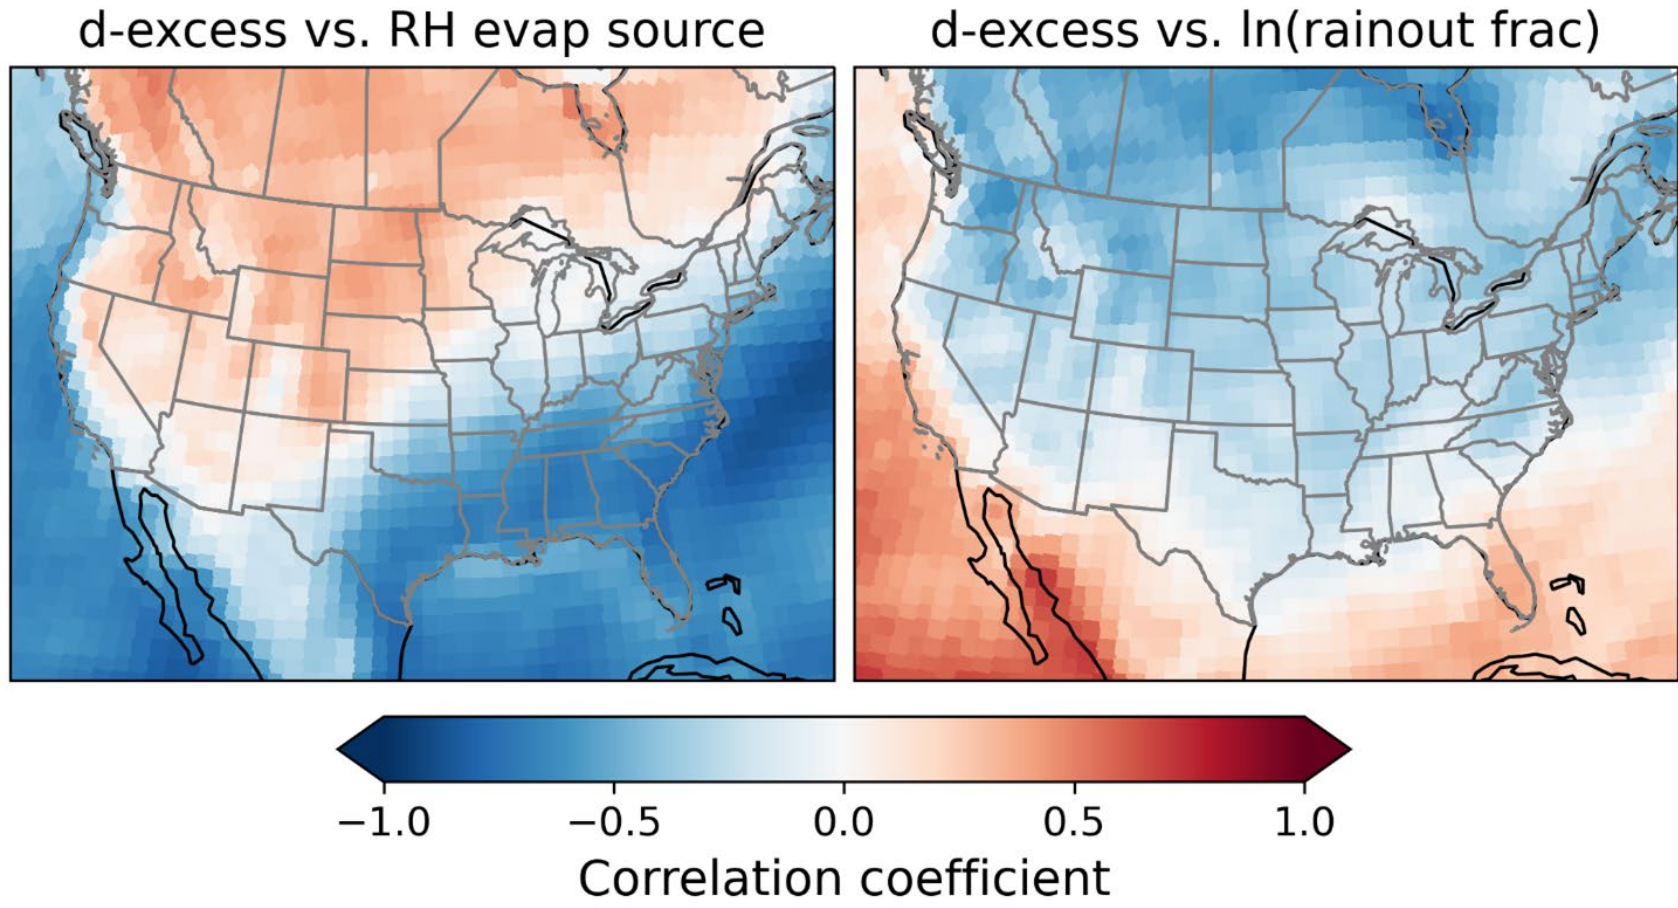 d-excess vs. RH evap source
d-excess vs. ln(rainout frac)
−1.0 −0.5 0.0 0.5 1.0
Correlation coefficient